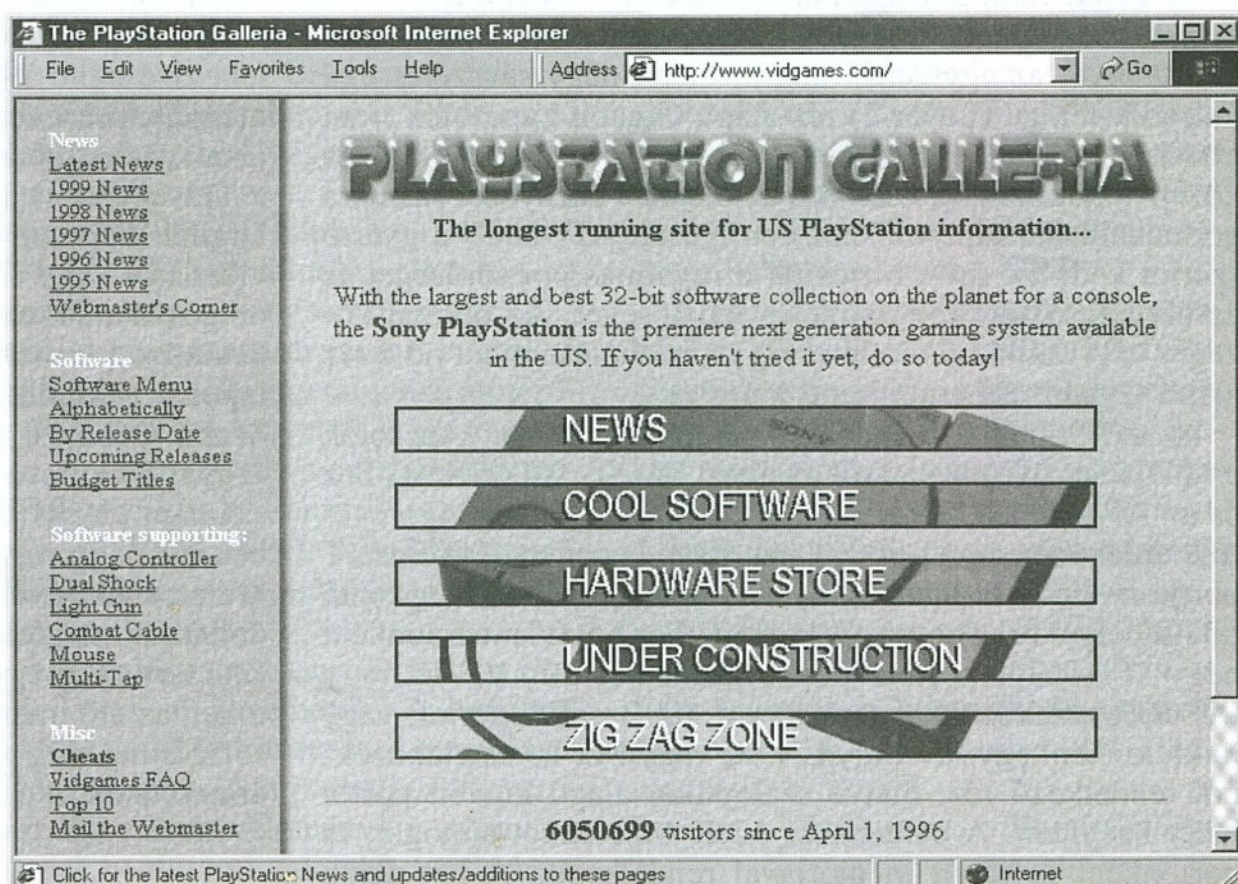 The PlayStation Galleria - Microsoft Internet Explorer
File Edit View Favorites Tools Help Address http://www.vidgames.com/ Go
News
Latest News
1999 News
1998 News
1997 News
1996 News
1995 News
Webmaster's Corner
Software
Software Menu
Alphabetically
By Release Date
Upcoming Releases
Budget Titles
Software supporting:
Analog Controller
Dual Shock
Light Gun
Combat Cable
Mouse
Multi-Tap
Misc
Cheats
Vidgames FAQ
Top 10
Mail the Webmaster
PLAYSTATION GALLERIA
The longest running site for US PlayStation information...
With the largest and best 32-bit software collection on the planet for a console,
the Sony PlayStation is the premiere next generation gaming system available
in the US. If you haven't tried it yet, do so today!
NEWS
SONY
COOL SOFTWARE
HARDWARE STORE
UNDER CONSTRUCTION
ZIG ZAG ZONE
6050699 visitors since April 1, 1996
Click for the latest PlayStation News and updates/additions to these pages
Internet